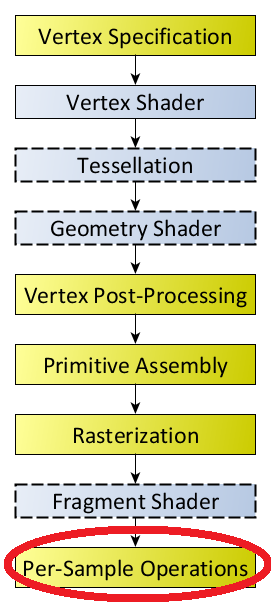 Vertex Specification
Vertex Shader
Tessellation
Geometry Shader
Vertex Post-Processing
Primitive Assembly
Rasterization
Fragment Shader
Per-Sample Operations